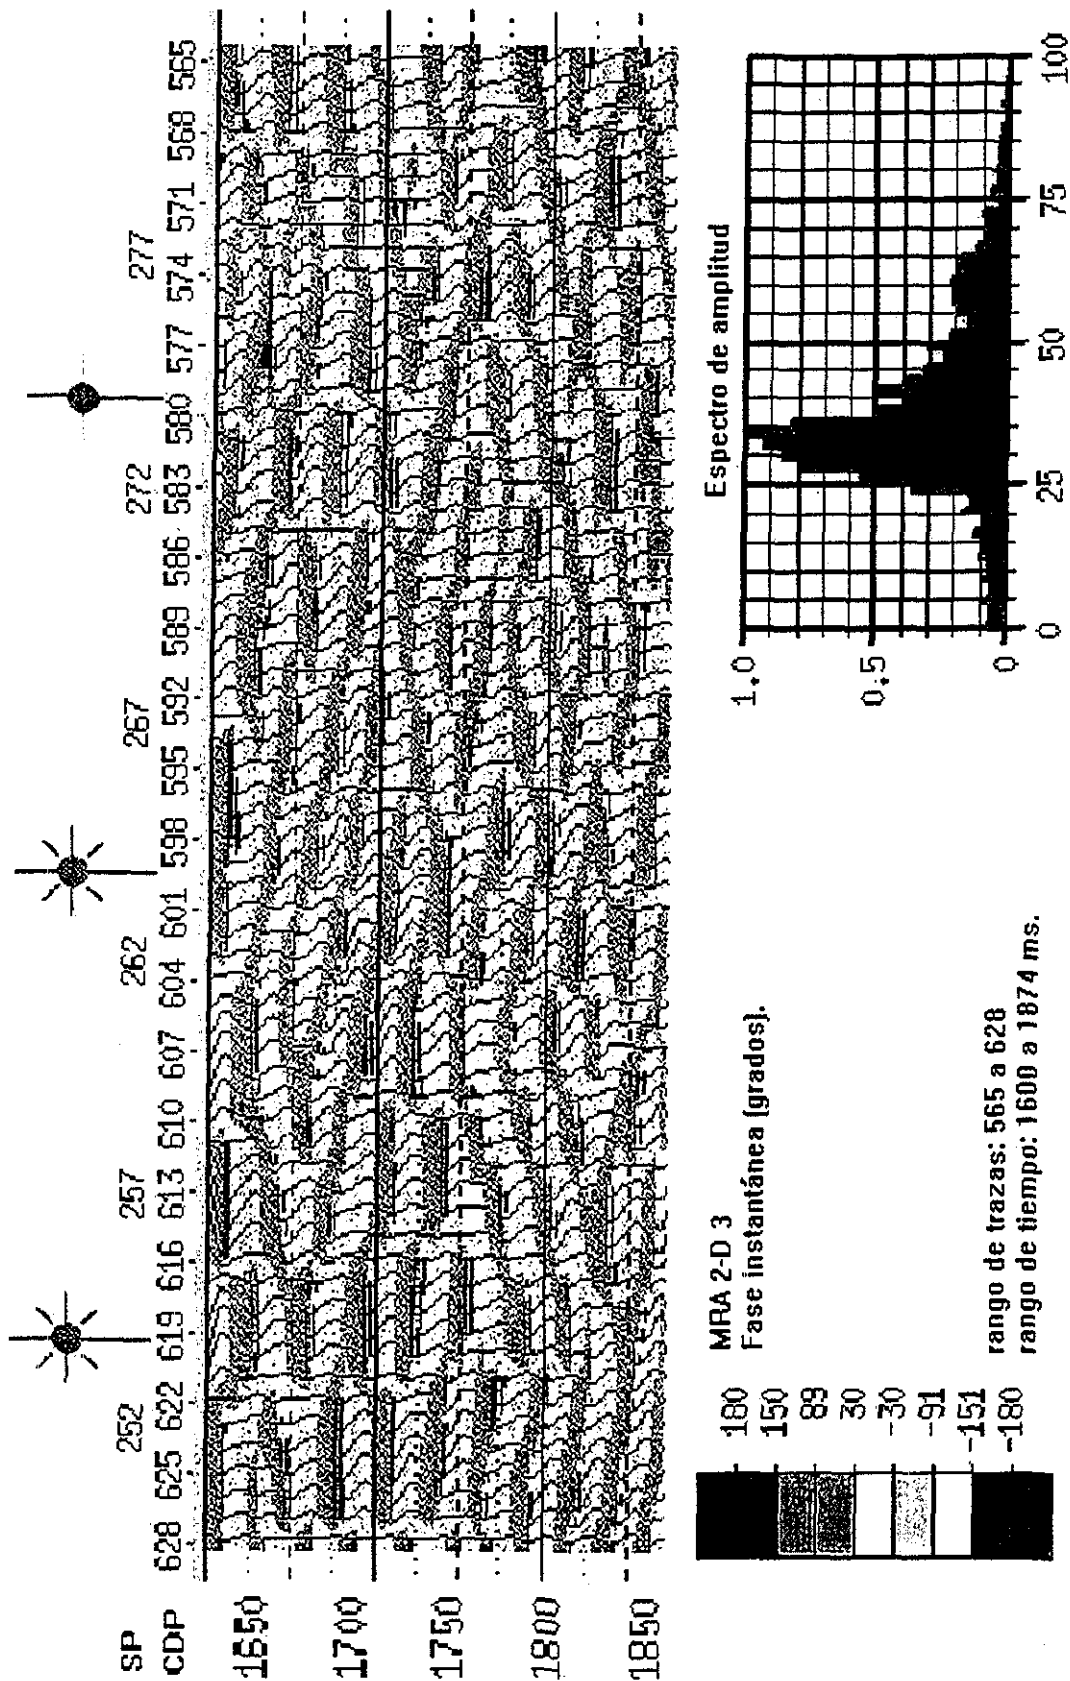 SP 252 257 262 267 272 277
CDP 628 625 622 619 616 613 610 607 604 601 598 595 592 589 586 583 580 577 574 571 568 565
1650
1700
1750
1800
1850
180
150
89
30
-30
-91
-151
-180
MRA 2-D 3
Fase instantánea (grados).
rango de trazas: 565 a 628
rango de tiempo: 1600 a 1874 ms.
Espectro de amplitud
1.0
0.5
0
0 25 50 75 100